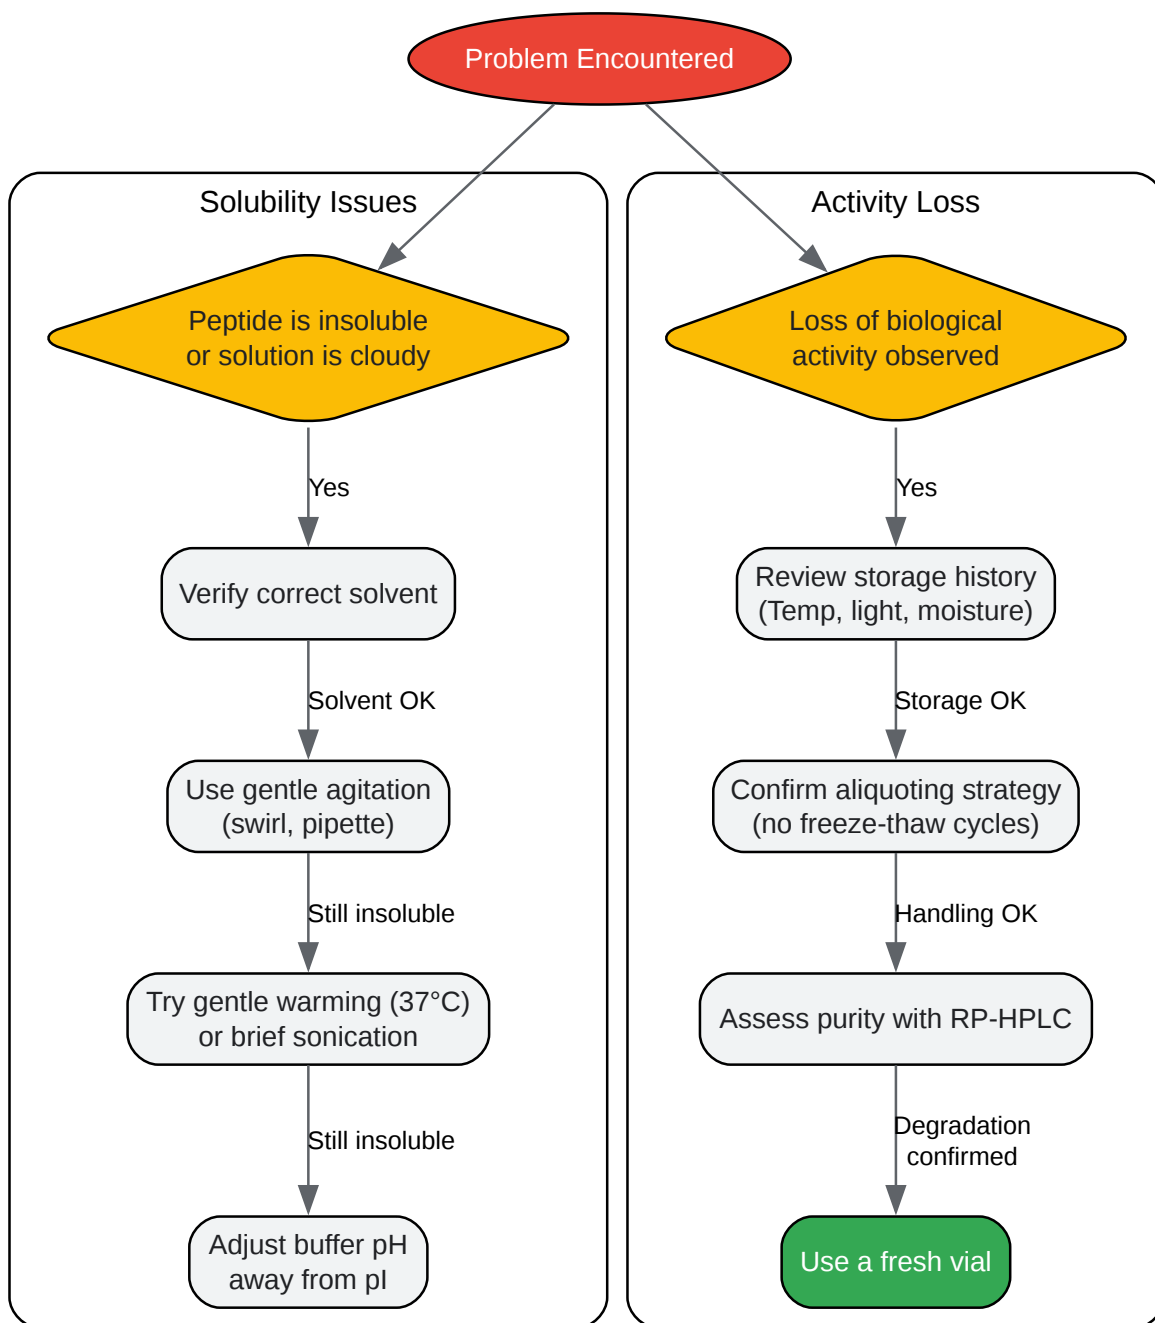 Problem Encountered
Solubility Issues
Peptide is insoluble
or solution is cloudy
Yes
Verify correct solvent
Solvent OK
Use gentle agitation
(swirl, pipette)
Still insoluble
Try gentle warming (37°C)
or brief sonication
Still insoluble
Adjust buffer pH
away from pI
Activity Loss
Loss of biological
activity observed
Yes
Review storage history
(Temp, light, moisture)
Storage OK
Confirm aliquoting strategy
(no freeze-thaw cycles)
Handling OK
Assess purity with RP-HPLC
Degradation
confirmed
Use a fresh vial